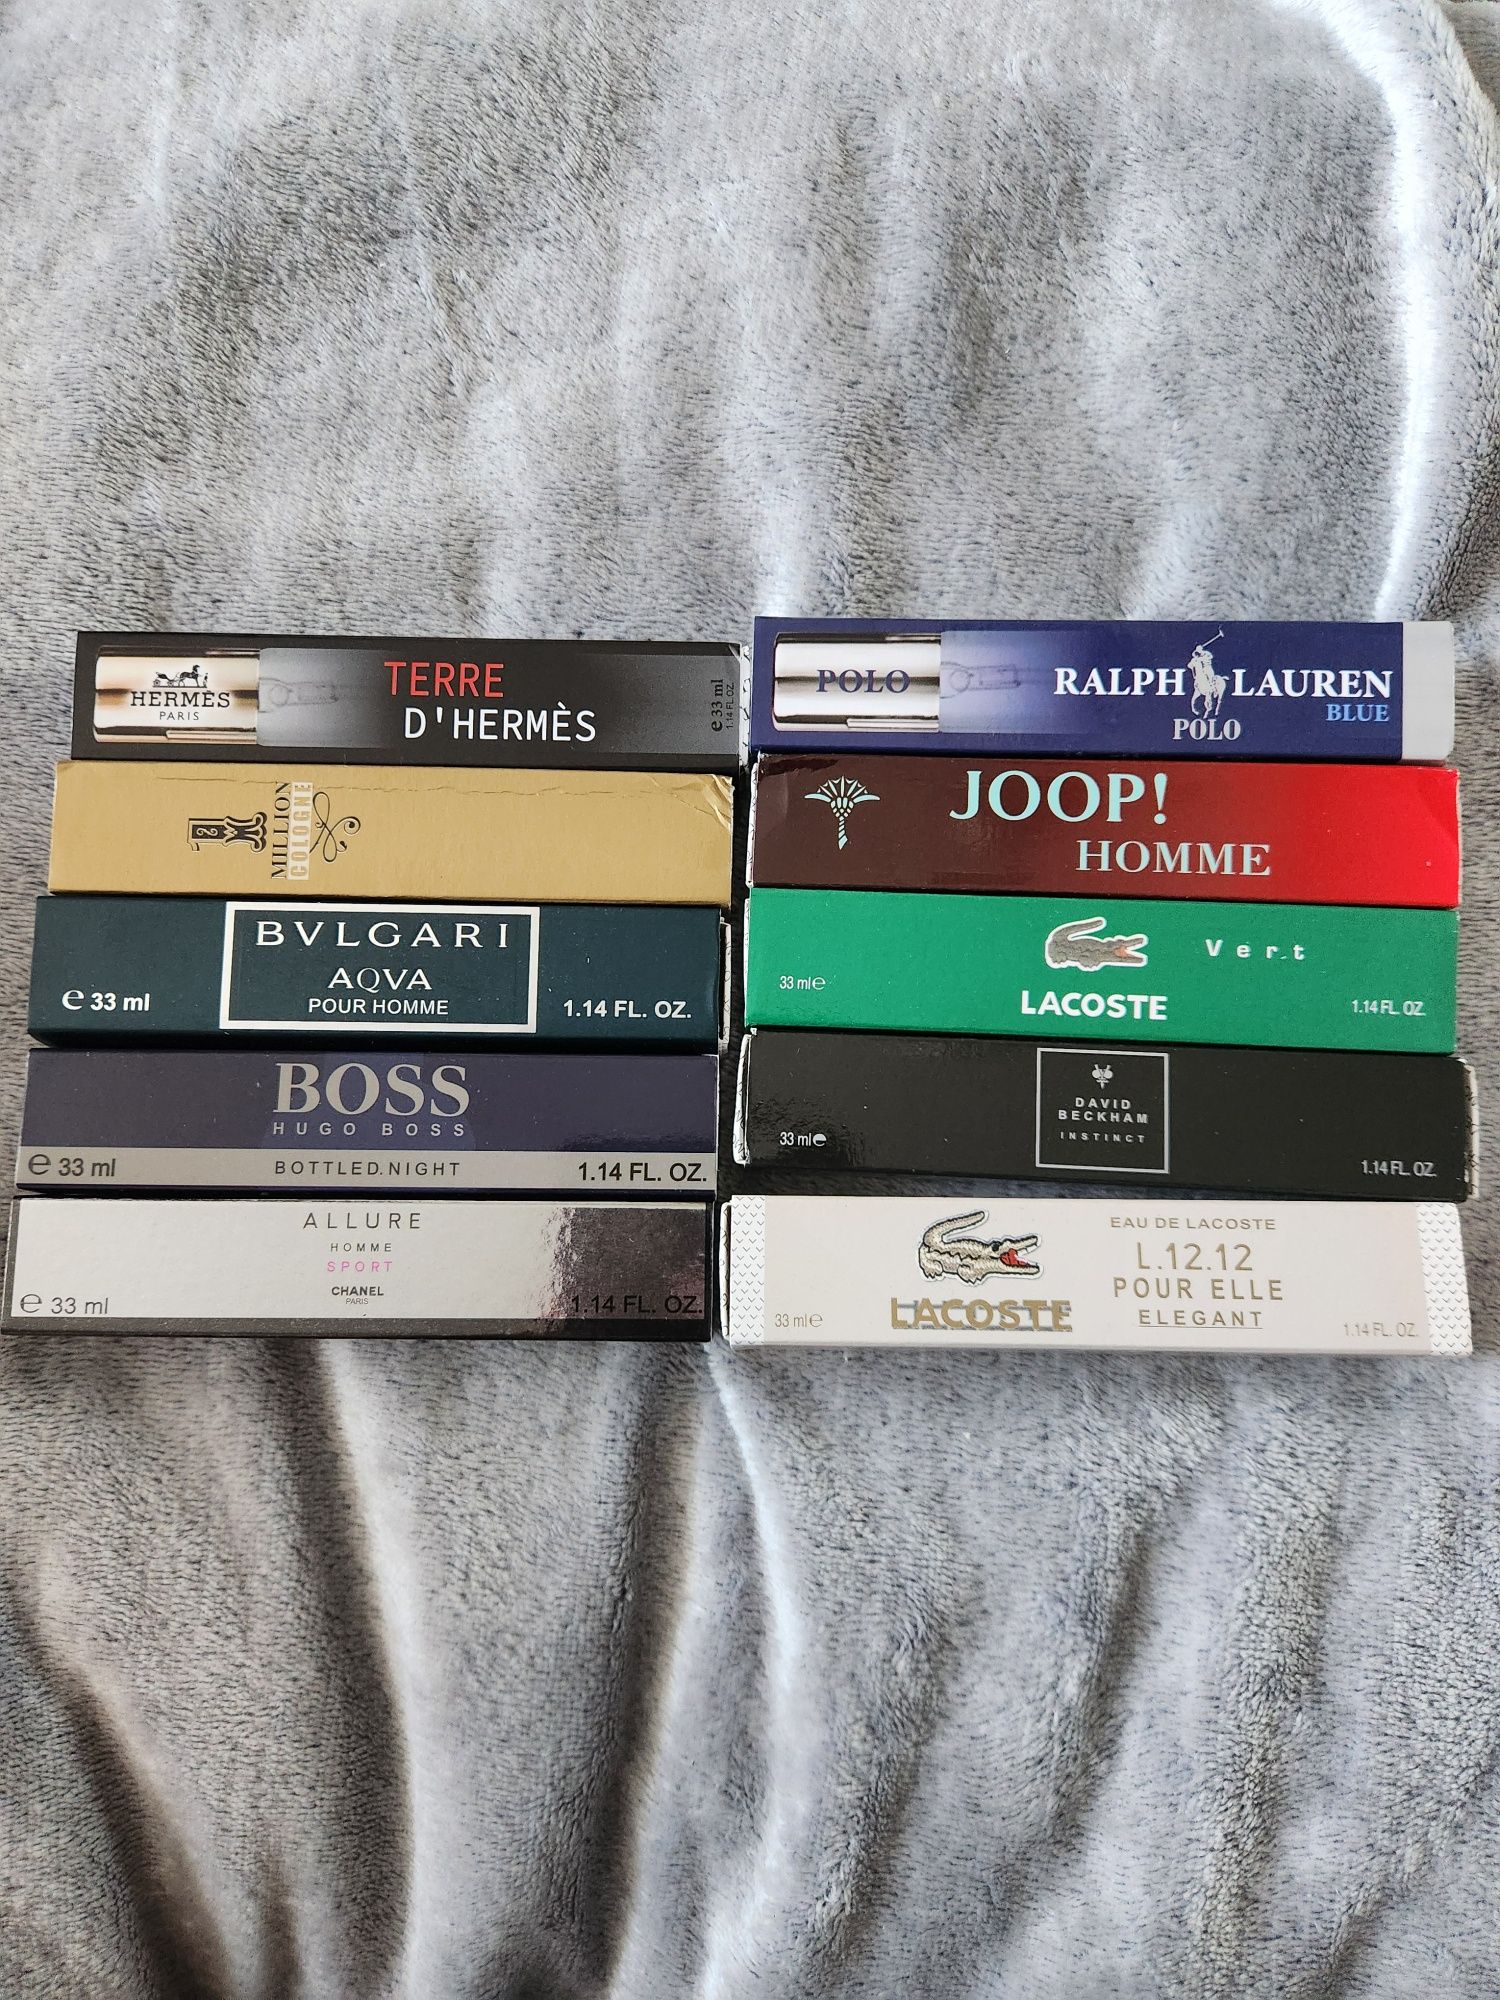 HERMÈS
PARIS
TERRE
D'HERMÈS
e 33 ml
1.14 FL. OZ.
1
MILLION
COLOGNE
BVLGARI
AQVA
POUR HOMME
e 33 ml
1.14 FL. OZ.
BOSS
HUGO BOSS
BOTTLED.NIGHT
e 33 ml
1.14 FL. OZ.
ALLURE
HOMME
SPORT
CHANEL
PARIS
e 33 ml
1.14 FL. OZ.
POLO
RALPH LAUREN
BLUE
POLO
JOOP!
HOMME
Vert
LACOSTE
33 ml e
1.14 FL. OZ.
DAVID
BECKHAM
INSTINCT
33 ml e
1.14 FL. OZ.
EAU DE LACOSTE
L.12.12
POUR ELLE
ELEGANT
LACOSTE
33 ml e
1.14 FL. OZ.